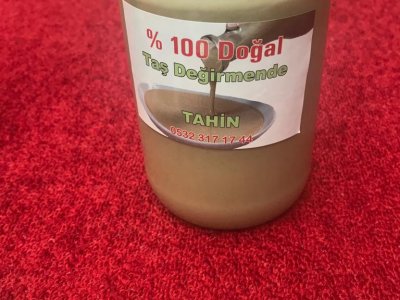 % 100 Doğal
Taş Değirmende
TAHİN
0532 317 17 44